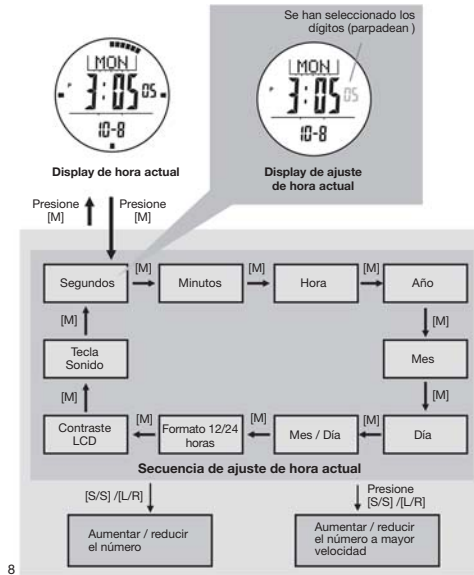 Se han seleccionado los
dígitos (parpadean )
MON
P 3:05 05
10-8
MON
P 3:05 05
10-8
Display de hora actual
Display de ajuste
de hora actual
Presione
[M]
Presione
[M]
Segundos
[M]
Minutos
[M]
Hora
[M]
Año
[M]
[M]
Tecla
Sonido
Mes
[M]
[M]
Contraste
LCD
[M]
Formato 12/24
horas
[M]
Mes / Día
[M]
Día
Secuencia de ajuste de hora actual
[S/S] /[L/R]
Presione
[S/S] /[L/R]
Aumentar / reducir
el número
Aumentar / reducir
el número a mayor
velocidad
8